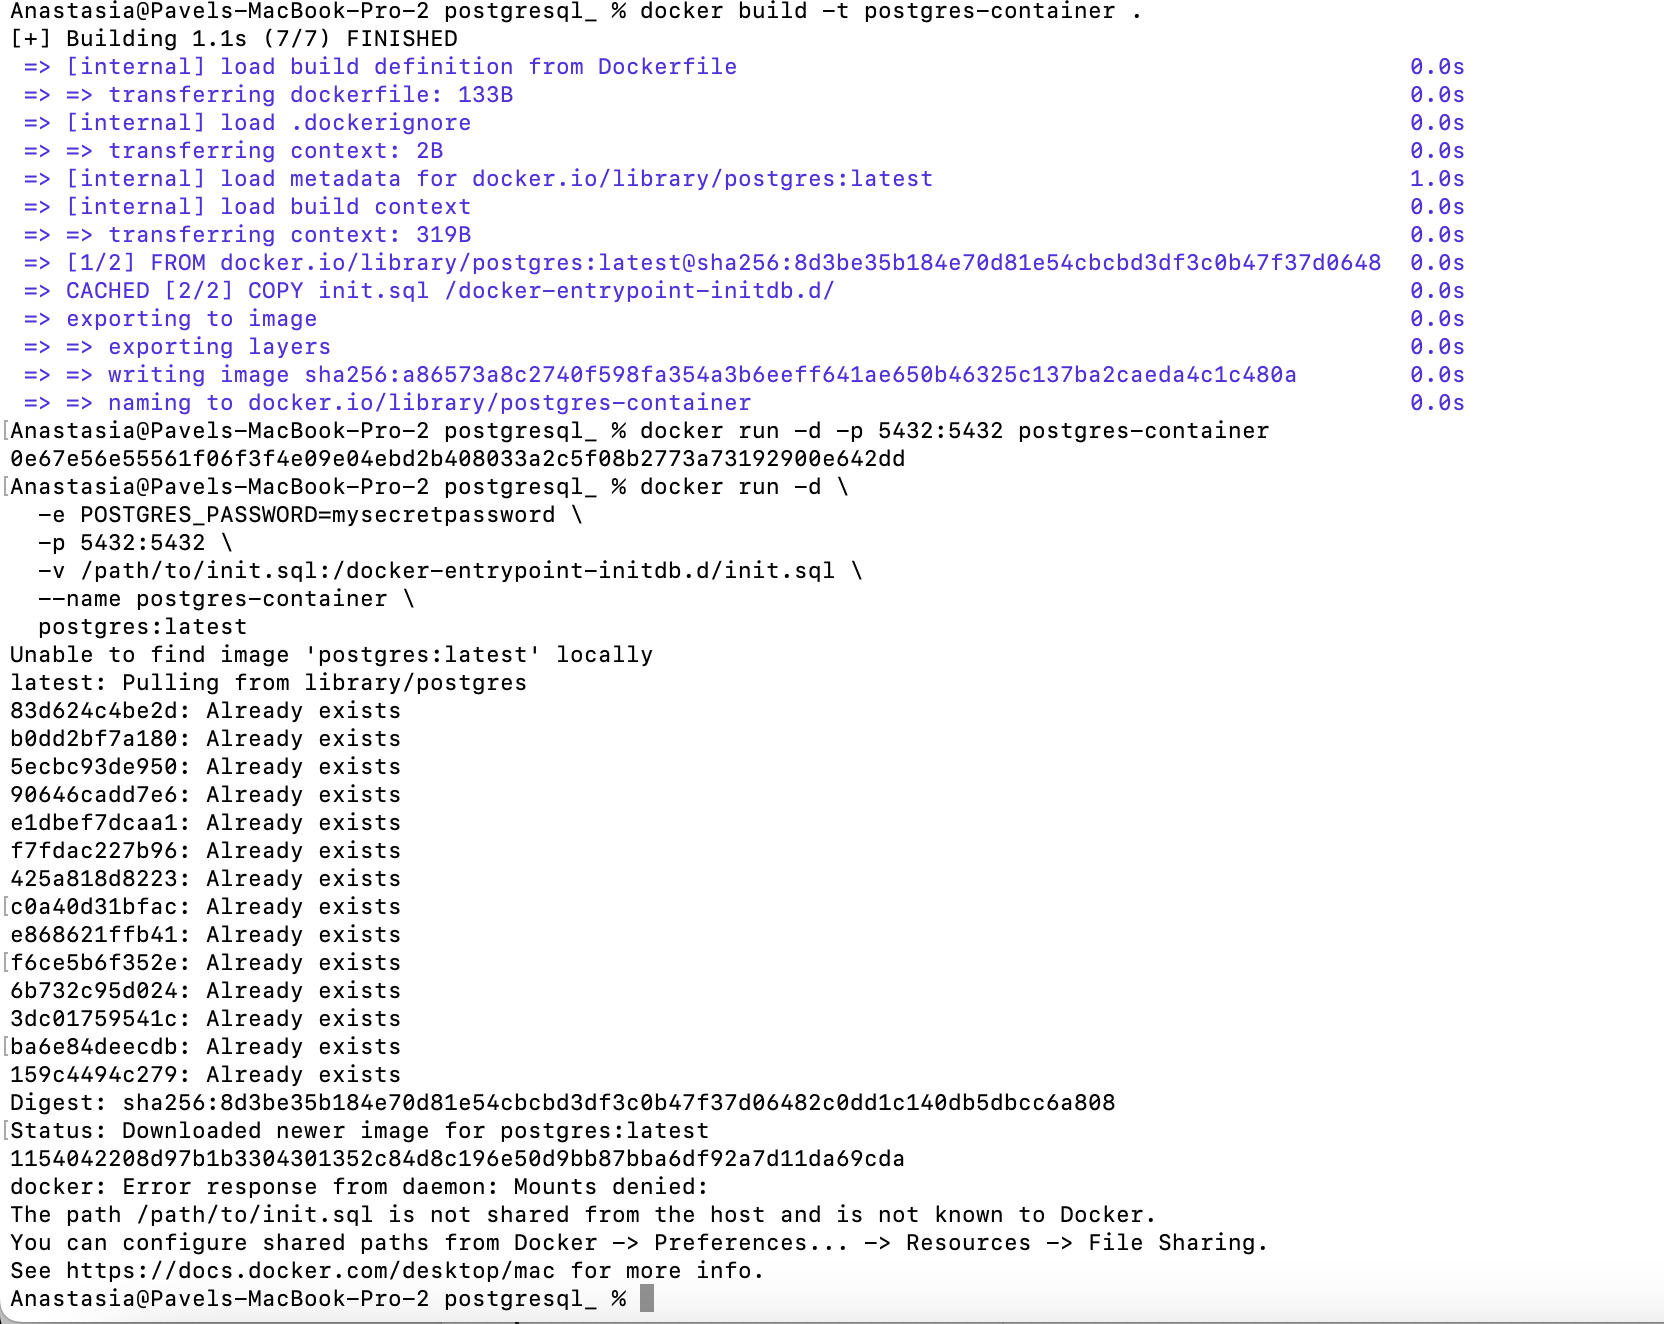 Anastasia@Pavels-MacBook-Pro-2 postgresql_ % docker build -t postgres-container .
[+] Building 1.1s (7/7) FINISHED
=> [internal] load build definition from Dockerfile 0.0s
=> => transferring dockerfile: 133B 0.0s
=> [internal] load .dockerignore 0.0s
=> => transferring context: 2B 0.0s
=> [internal] load metadata for docker.io/library/postgres:latest 1.0s
=> [internal] load build context 0.0s
=> => transferring context: 319B 0.0s
=> [1/2] FROM docker.io/library/postgres:latest@sha256:8d3be35b184e70d81e54cbcbd3df3c0b47f37d0648 0.0s
=> CACHED [2/2] COPY init.sql /docker-entrypoint-initdb.d/ 0.0s
=> exporting to image 0.0s
=> => exporting layers 0.0s
=> => writing image sha256:a86573a8c2740f598fa354a3b6eeff641ae650b46325c137ba2caeda4c1c480a 0.0s
=> => naming to docker.io/library/postgres-container 0.0s
[Anastasia@Pavels-MacBook-Pro-2 postgresql_ % docker run -d -p 5432:5432 postgres-container
0e67e56e55561f06f3f4e09e04ebd2b408033a2c5f08b2773a73192900e642dd
[Anastasia@Pavels-MacBook-Pro-2 postgresql_ % docker run -d \
-e POSTGRES_PASSWORD=mysecretpassword \
-p 5432:5432 \
-v /path/to/init.sql:/docker-entrypoint-initdb.d/init.sql \
--name postgres-container \
postgres:latest
Unable to find image 'postgres:latest' locally
latest: Pulling from library/postgres
83d624c4be2d: Already exists
b0dd2bf7a180: Already exists
5ecbc93de950: Already exists
90646cadd7e6: Already exists
e1dbef7dcaa1: Already exists
f7fdac227b96: Already exists
425a818d8223: Already exists
[c0a40d31bfac: Already exists
e868621ffb41: Already exists
[f6ce5b6f352e: Already exists
6b732c95d024: Already exists
3dc01759541c: Already exists
[ba6e84deecdb: Already exists
159c4494c279: Already exists
Digest: sha256:8d3be35b184e70d81e54cbcbd3df3c0b47f37d06482c0dd1c140db5dbcc6a808
[Status: Downloaded newer image for postgres:latest
1154042208d97b1b3304301352c84d8c196e50d9bb87bba6df92a7d11da69cda
docker: Error response from daemon: Mounts denied:
The path /path/to/init.sql is not shared from the host and is not known to Docker.
You can configure shared paths from Docker -> Preferences... -> Resources -> File Sharing.
See https://docs.docker.com/desktop/mac for more info.
Anastasia@Pavels-MacBook-Pro-2 postgresql_ %